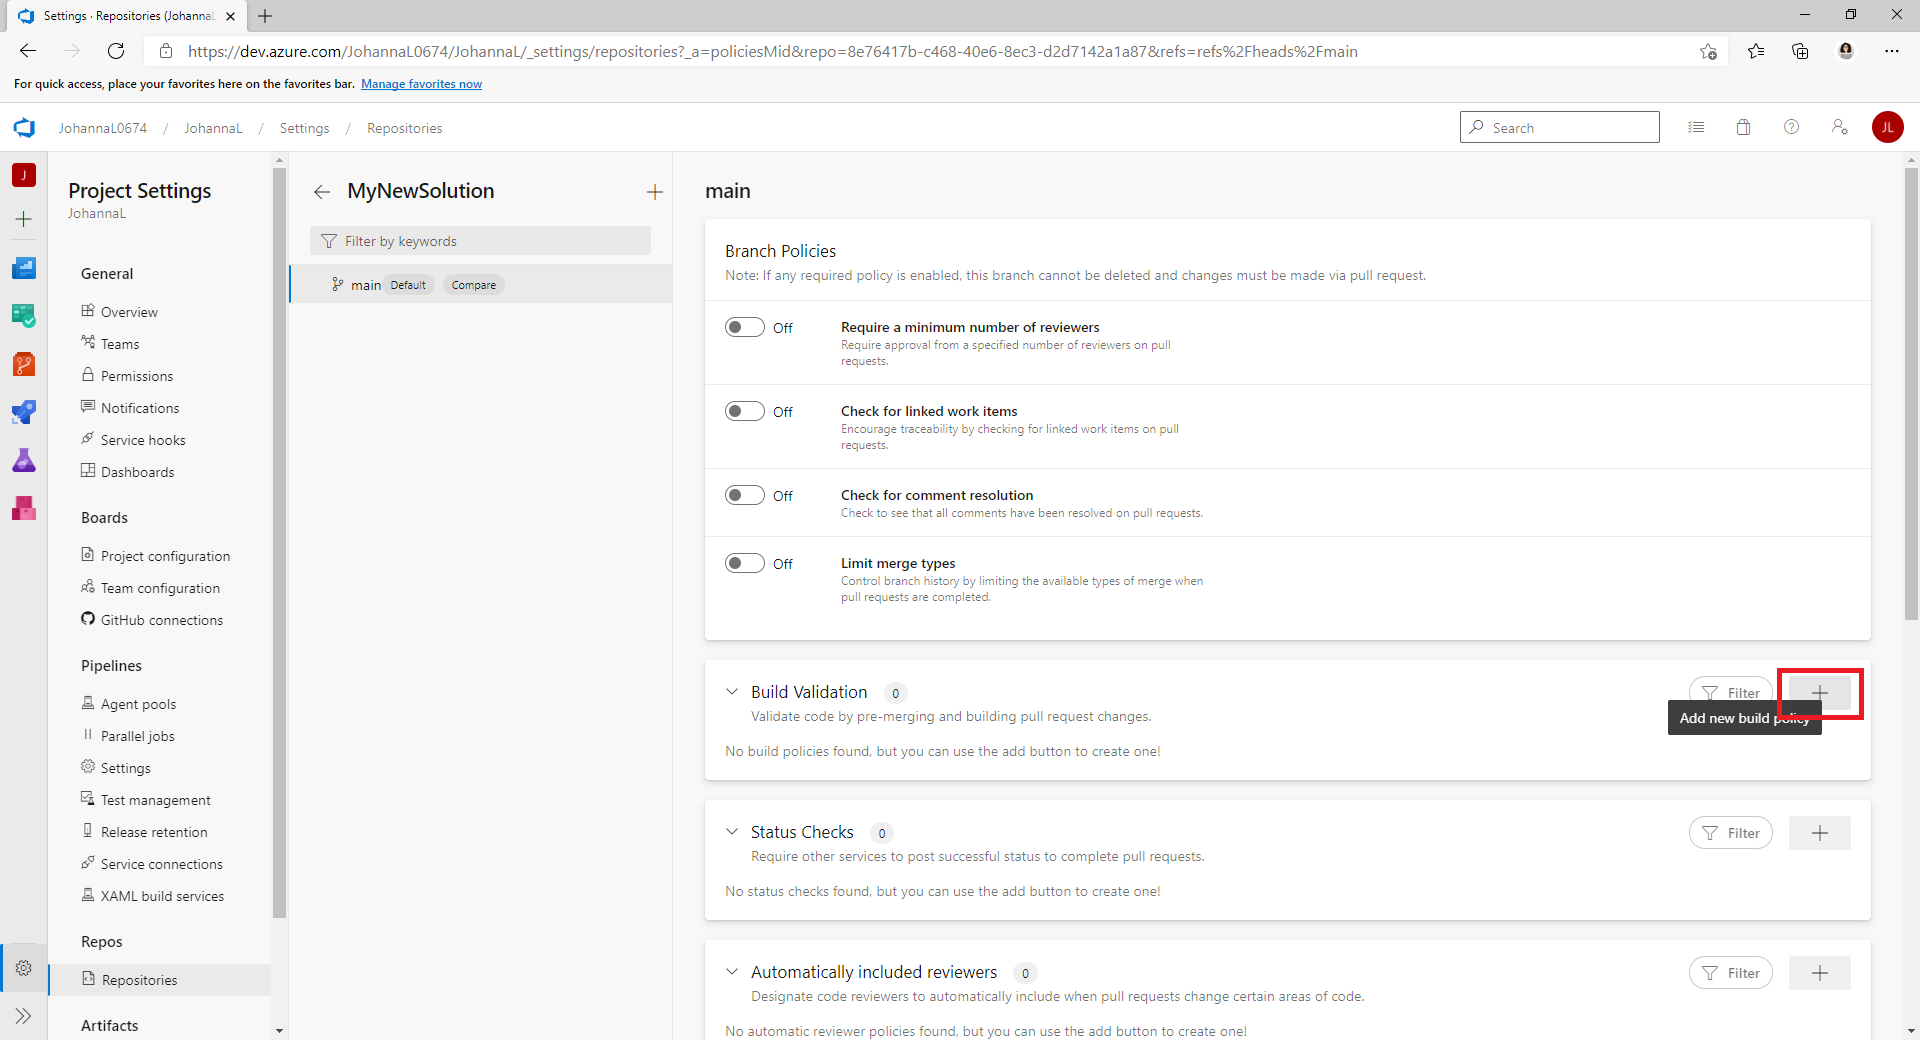 Settings · Repositories (JohannaL
https://dev.azure.com/JohannaL0674/JohannaL/_settings/repositories?_a=policiesMid&repo=8e76417b-c468-40e6-8ec3-d2d7142a1a87&refs=refs%2Fheads%2Fmain
For quick access, place your favorites here on the favorites bar. Manage favorites now
JohannaL0674 / JohannaL / Settings / Repositories
Search
JL
J
Project Settings
JohannaL
General
Overview
Teams
Permissions
Notifications
Service hooks
Dashboards
Boards
Project configuration
Team configuration
GitHub connections
Pipelines
Agent pools
Parallel jobs
Settings
Test management
Release retention
Service connections
XAML build services
Repos
Repositories
Artifacts
MyNewSolution
Filter by keywords
main Default Compare
main
Branch Policies
Note: If any required policy is enabled, this branch cannot be deleted and changes must be made via pull request.
Off
Require a minimum number of reviewers
Require approval from a specified number of reviewers on pull
requests.
Off
Check for linked work items
Encourage traceability by checking for linked work items on pull
requests.
Off
Check for comment resolution
Check to see that all comments have been resolved on pull requests.
Off
Limit merge types
Control branch history by limiting the available types of merge when
pull requests are completed.
Build Validation 0
Filter
Validate code by pre-merging and building pull request changes.
Add new build policy
No build policies found, but you can use the add button to create one!
Status Checks 0
Filter
Require other services to post successful status to complete pull requests.
No status checks found, but you can use the add button to create one!
Automatically included reviewers 0
Filter
Designate code reviewers to automatically include when pull requests change certain areas of code.
No automatic reviewer policies found, but you can use the add button to create one!